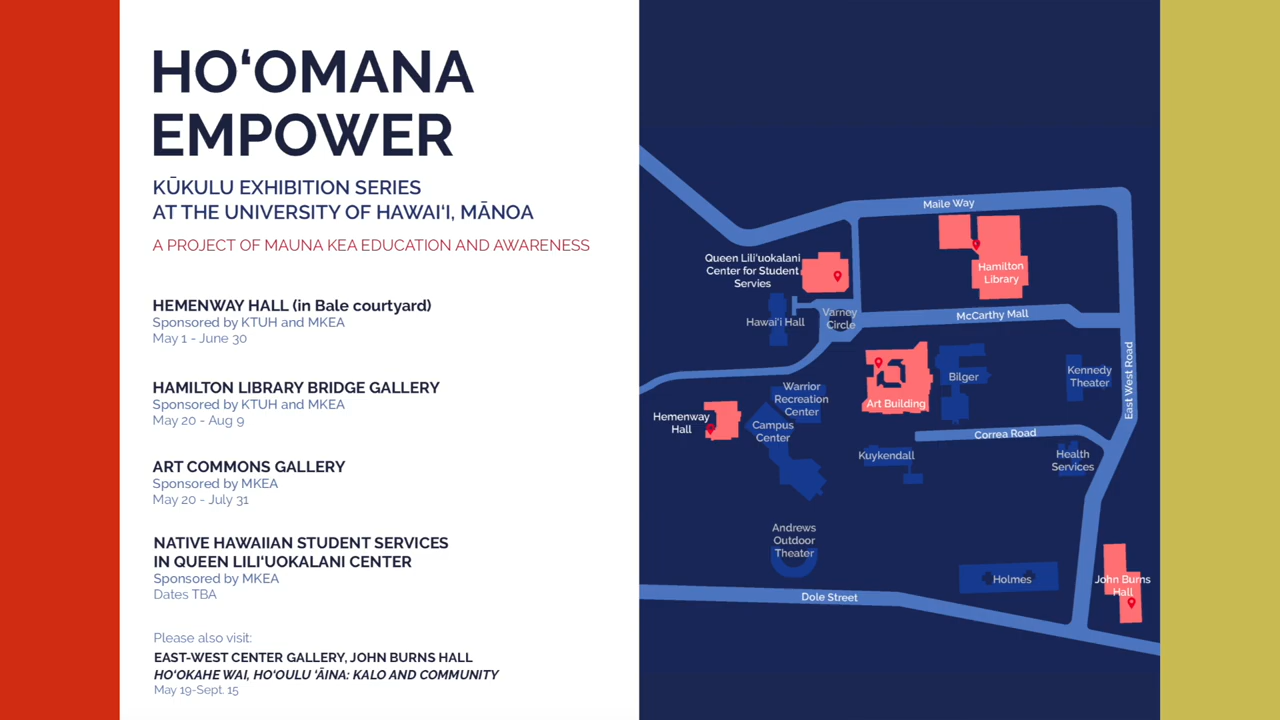 HOʻOMANA
EMPOWER
KŪKULU EXHIBITION SERIES
AT THE UNIVERSITY OF HAWAIʻI, MĀNOA
A PROJECT OF MAUNA KEA EDUCATION AND AWARENESS
HEMENWAY HALL (in Bale courtyard)
Sponsored by KTUH and MKEA
May 1 - June 30
HAMILTON LIBRARY BRIDGE GALLERY
Sponsored by KTUH and MKEA
May 20 - Aug 9
ART COMMONS GALLERY
Sponsored by MKEA
May 20 - July 31
NATIVE HAWAIIAN STUDENT SERVICES
IN QUEEN LILIʻUOKALANI CENTER
Sponsored by MKEA
Dates TBA
Please also visit:
EAST-WEST CENTER GALLERY, JOHN BURNS HALL
HOʻOKAHE WAI, HOʻOULU ʻĀINA: KALO AND COMMUNITY
May 19-Sept. 15
Maile Way
Queen Liliʻuokalani
Center for Student
Servies
Hamilton
Library
Hawaiʻi Hall
Varney
Circle
McCarthy Mall
East West Road
Warrior
Recreation
Center
Art Building
Bilger
Kennedy
Theater
Hemenway
Hall
Campus
Center
Correa Road
Kuykendall
Health
Services
Andrews
Outdoor
Theater
Holmes
John Burns
Hall
Dole Street